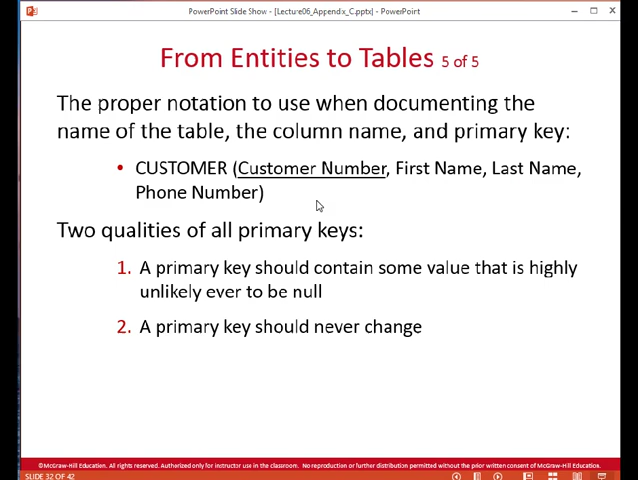 PowerPoint Slide Show - [Lecture06_Appendix_C.pptx] - PowerPoint
From Entities to Tables 5 of 5
The proper notation to use when documenting the
name of the table, the column name, and primary key:
• CUSTOMER (Customer Number, First Name, Last Name,
Phone Number)
Two qualities of all primary keys:
1. A primary key should contain some value that is highly
unlikely ever to be null
2. A primary key should never change
©McGraw-Hill Education. All rights reserved. Authorized only for instructor use in the classroom. No reproduction or further distribution permitted without the prior written consent of McGraw-Hill Education.
SLIDE 32 OF 42